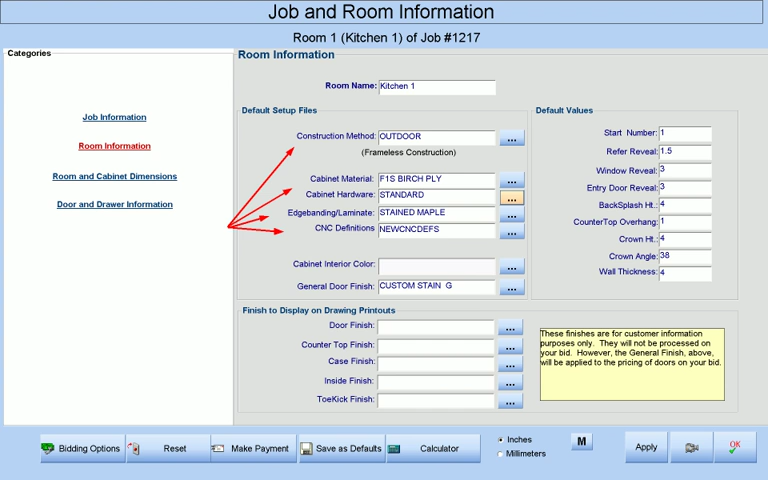 Job and Room Information
Room 1 (Kitchen 1) of Job #1217
Categories
Job Information
Room Information
Room and Cabinet Dimensions
Door and Drawer Information
Room Information
Room Name: Kitchen 1
Default Setup Files
Construction Method: OUTDOOR ...
(Frameless Construction)
Cabinet Material: F1S BIRCH PLY ...
Cabinet Hardware: STANDARD ...
Edgebanding/Laminate: STAINED MAPLE ...
CNC Definitions NEWCNCDEFS ...
Cabinet Interior Color: ...
General Door Finish: CUSTOM STAIN G ...
Default Values
Start Number: 1
Refer Reveal: 1.5
Window Reveal: 3
Entry Door Reveal: 3
BackSplash Ht.: 4
CounterTop Overhang: 1
Crown Ht.: 4
Crown Angle: 38
Wall Thickness: 4
Finish to Display on Drawing Printouts
Door Finish: ...
Counter Top Finish: ...
Case Finish: ...
Inside Finish: ...
ToeKick Finish: ...
These finishes are for customer information
purposes only. They will not be processed on
your bid. However, the General Finish, above,
will be applied to the pricing of doors on your bid.
Bidding Options
Reset
Make Payment
Save as Defaults
Calculator
Inches
Millimeters
M
Apply
OK